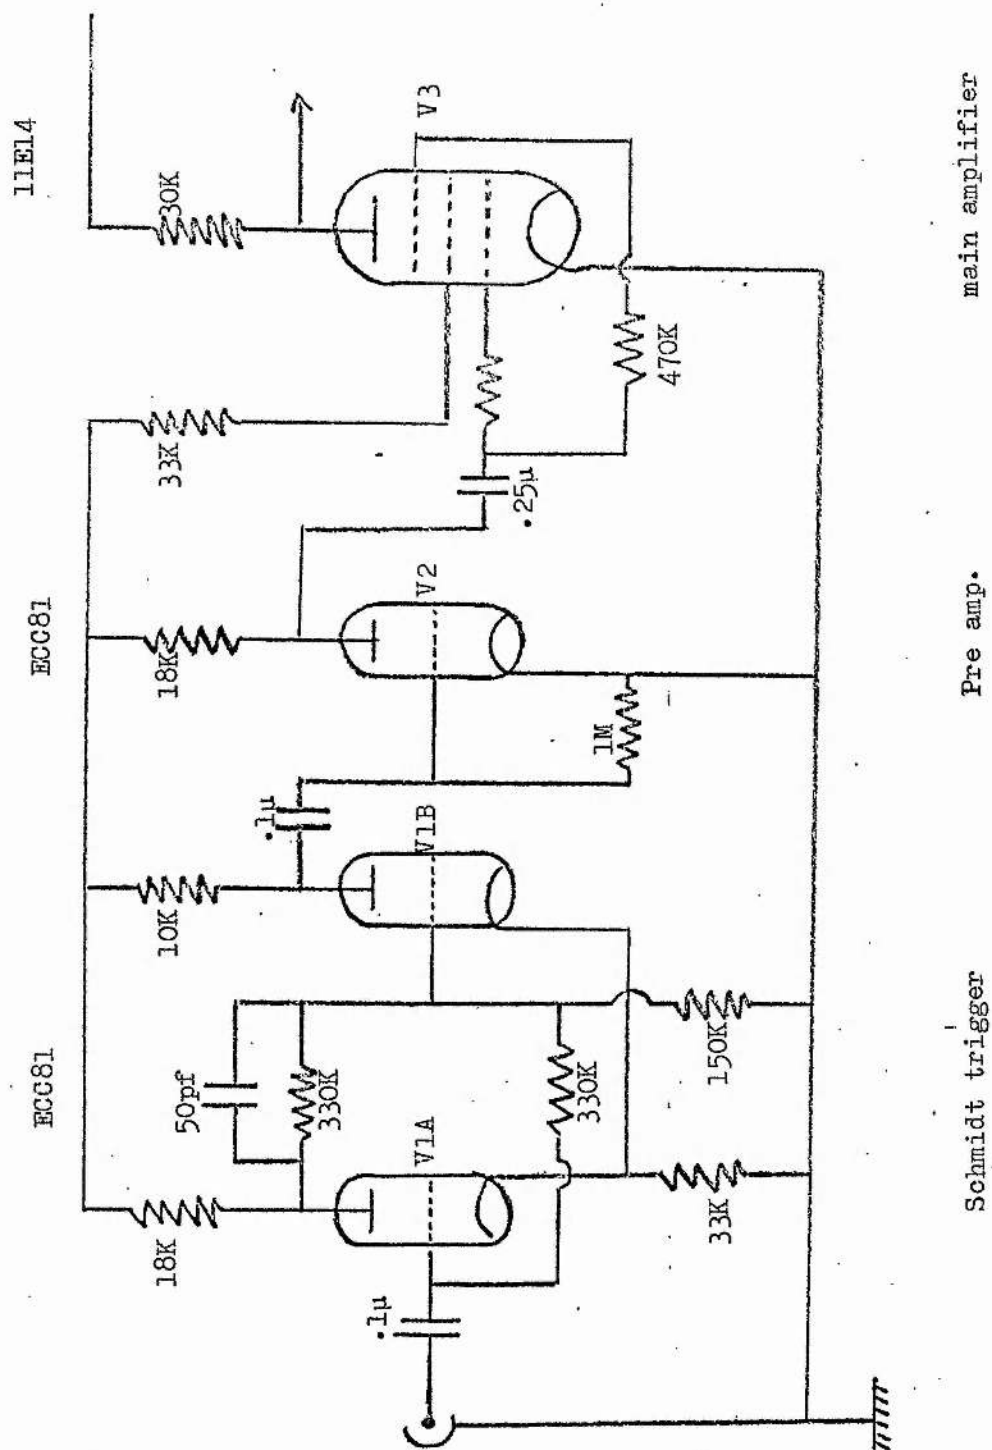 ECC81
ECC81
11E14
18K
10K
18K
33K
30K
50pf
330K
.1µ
.25µ
.1µ
V1A
V1B
V2
V3
330K
1M
470K
33K
150K
Schmidt trigger
Pre amp.
main amplifier